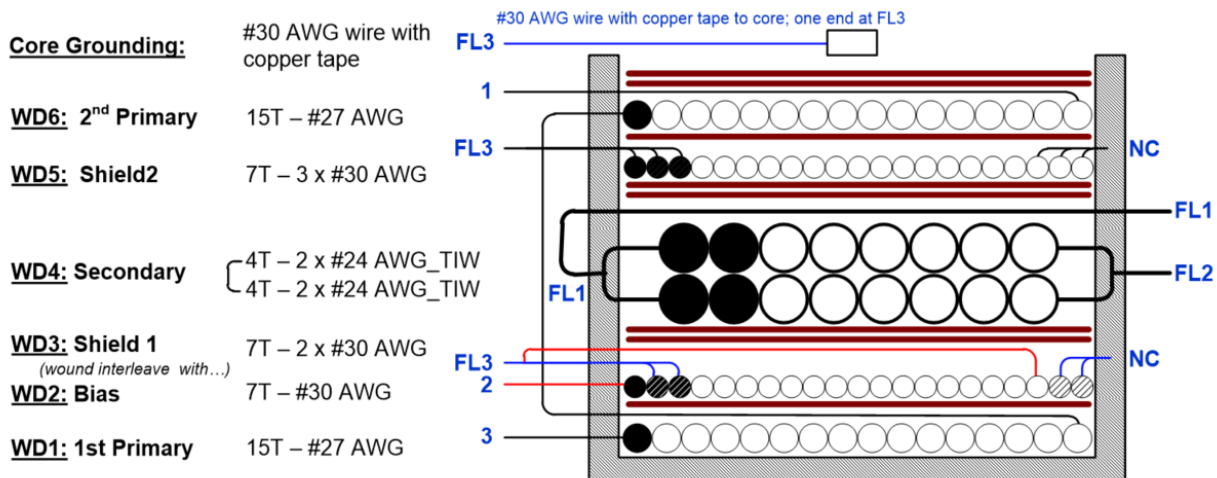 #30 AWG wire with copper tape to core; one end at FL3
Core Grounding:
#30 AWG wire with
copper tape
FL3
1
WD6: 2nd Primary
15T – #27 AWG
FL3
NC
WD5: Shield2
7T – 3 x #30 AWG
FL1
WD4: Secondary
4T – 2 x #24 AWG_TIW
4T – 2 x #24 AWG_TIW
FL1
FL2
WD3: Shield 1
(wound interleave with…)
7T – 2 x #30 AWG
FL3
NC
2
WD2: Bias
7T – #30 AWG
3
WD1: 1st Primary
15T – #27 AWG